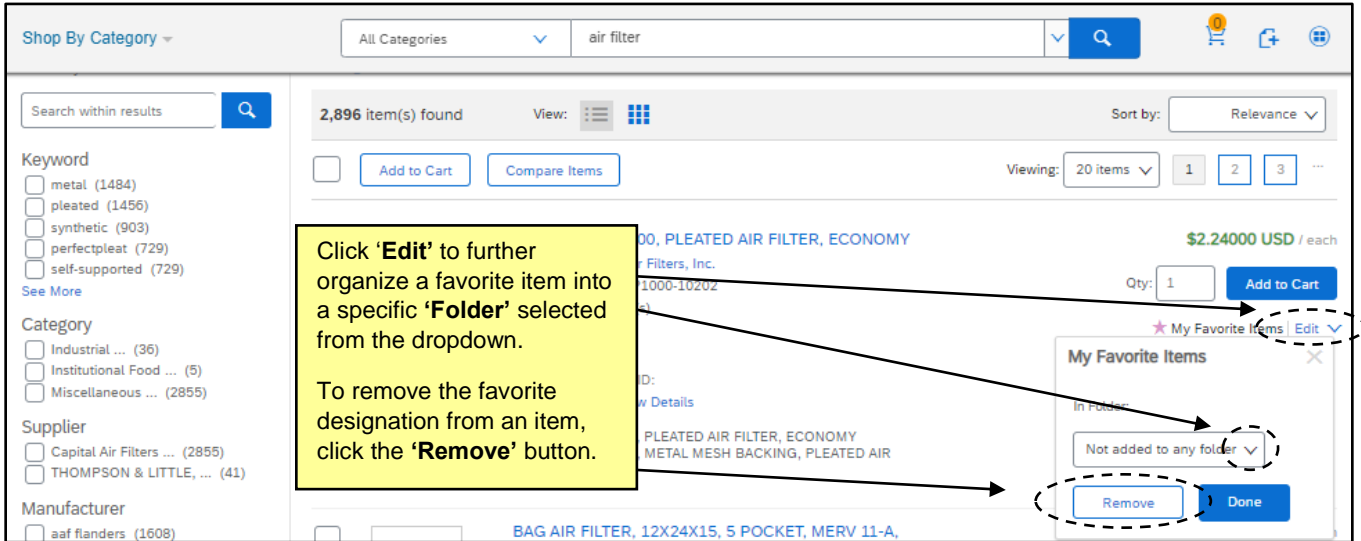 Shop By Category
All Categories
air filter
0
Search within results
2,896 item(s) found
View:
Sort by:
Relevance
Keyword
metal (1484)
pleated (1456)
synthetic (903)
perfectpleat (729)
self-supported (729)
See More
Category
Industrial ... (36)
Institutional Food ... (5)
Miscellaneous ... (2855)
Supplier
Capital Air Filters ... (2855)
THOMPSON & LITTLE, ... (41)
Manufacturer
aaf flanders (1608)
Add to Cart
Compare Items
Viewing:
20 items
1
2
3
...
Click ‘Edit’ to further
organize a favorite item into
a specific ‘Folder’ selected
from the dropdown.
To remove the favorite
designation from an item,
click the ‘Remove’ button.
00, PLEATED AIR FILTER, ECONOMY
Filters, Inc.
1000-10202
$2.24000 USD / each
Qty: 1
Add to Cart
My Favorite Items
Edit
ID:
Details
, PLEATED AIR FILTER, ECONOMY
, METAL MESH BACKING, PLEATED AIR
My Favorite Items
In Folder:
Not added to any folder
Remove
Done
BAG AIR FILTER, 12X24X15, 5 POCKET, MERV 11-A,